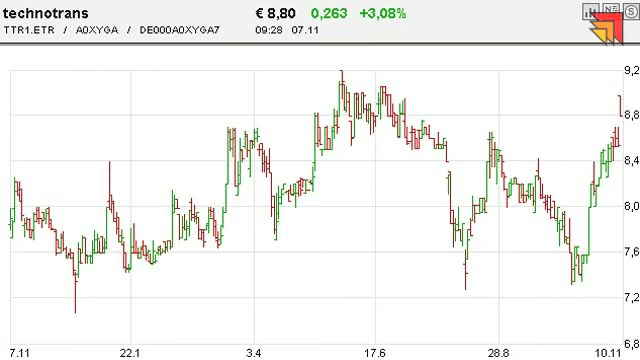 technotrans € 8,80 0,263 +3,08%
TTR1.ETR / A0XYGA / DE000A0XYGA7 09:28 07.11
9,2
8,8
8,4
8,0
7,6
7,2
6,8
7.11 22.1 3.4 17.6 28.8 10.11